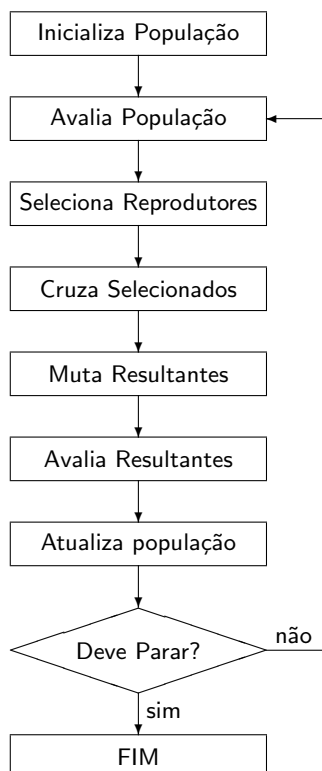 Inicializa População
Avalia População
Seleciona Reprodutores
Cruza Selecionados
Muta Resultantes
Avalia Resultantes
Atualiza população
Deve Parar?
não
sim
FIM